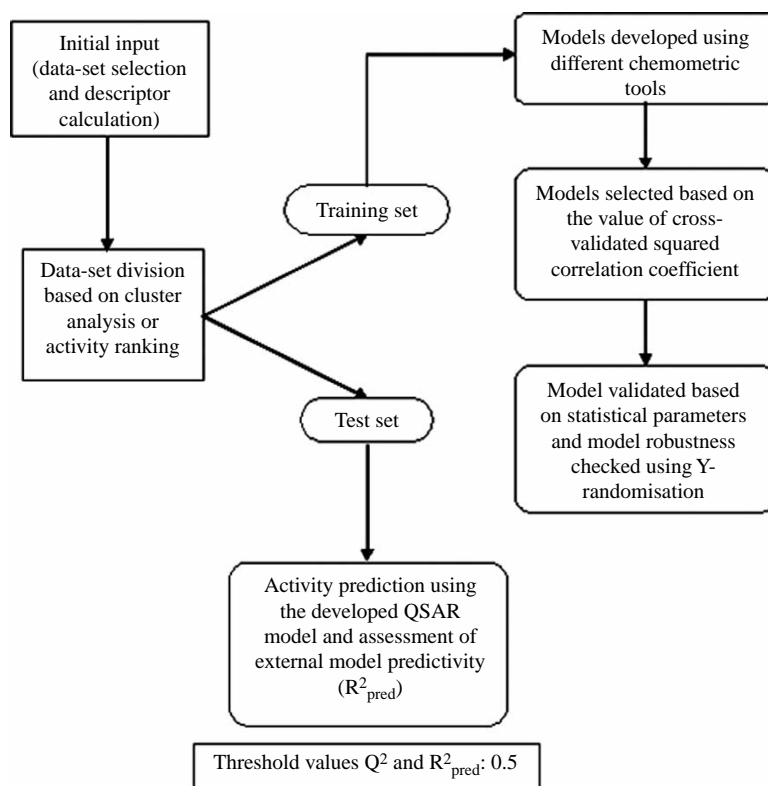 Initial input
(data-set selection
and descriptor
calculation)
Data-set division
based on cluster
analysis or
activity ranking
Training set
Test set
Models developed using
different chemometric
tools
Models selected based on
the value of cross-
validated squared
correlation coefficient
Model validated based
on statistical parameters
and model robustness
checked using Y-
randomisation
Activity prediction using
the developed QSAR
model and assessment of
external model predictivity
(R²pred)
Threshold values Q² and R²pred: 0.5